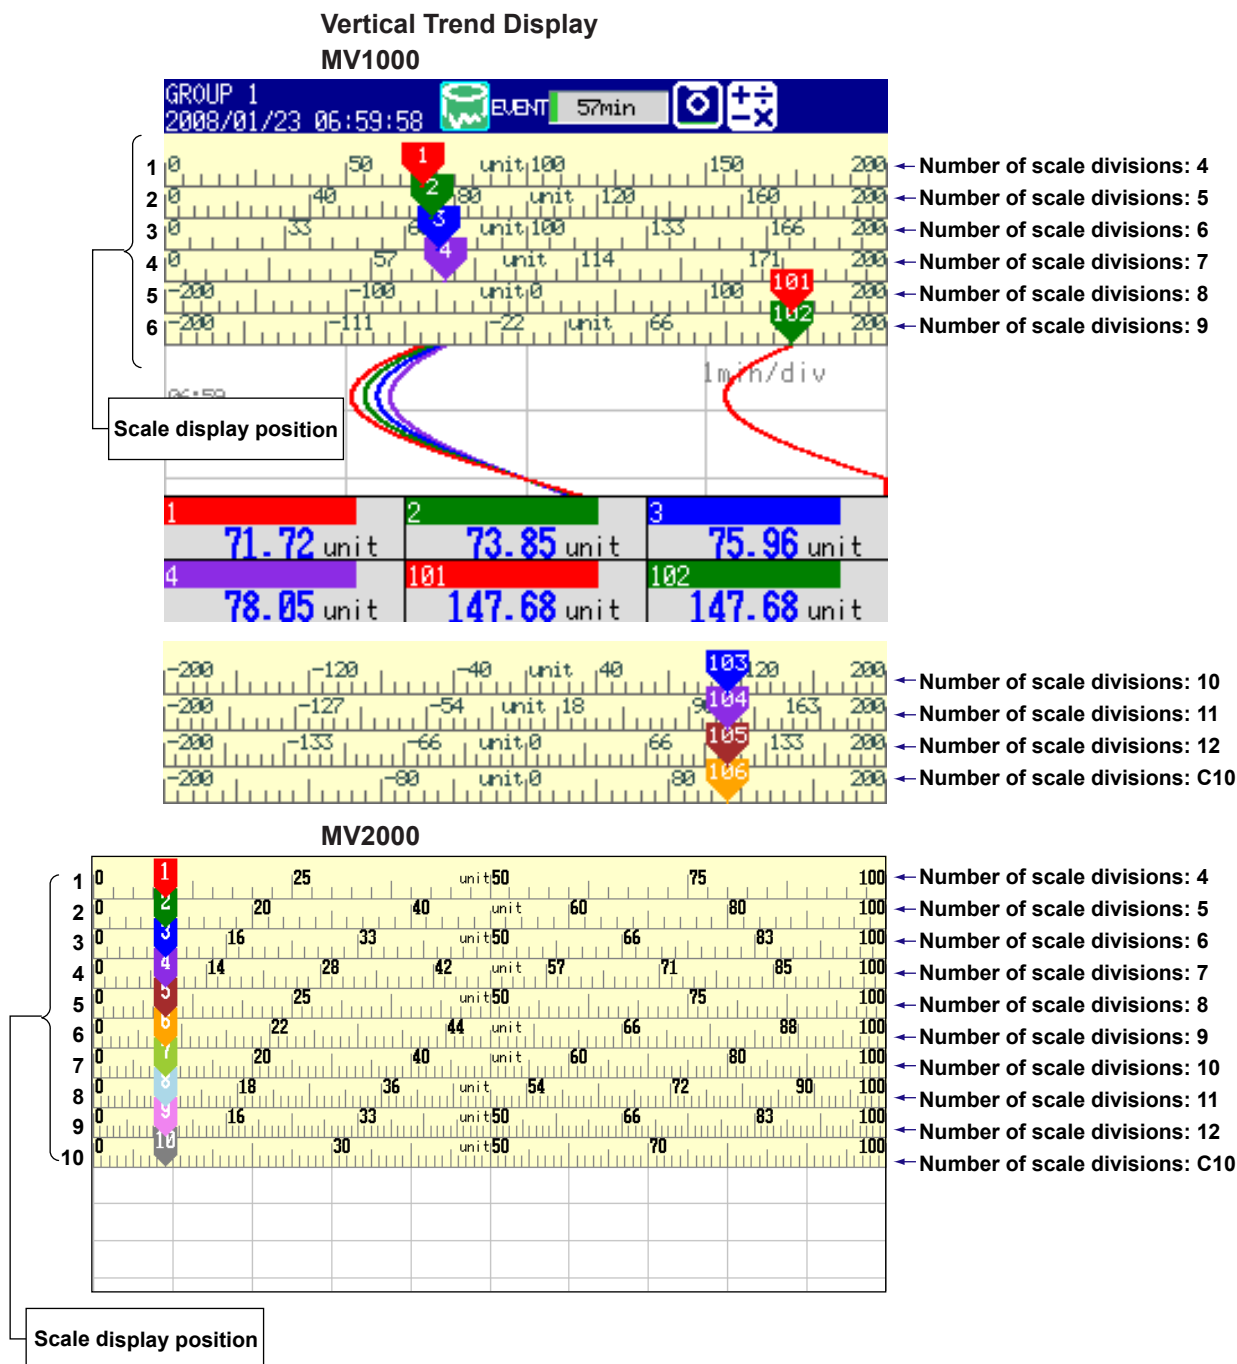 Vertical Trend Display
MV1000
GROUP 1
2008/01/23 06:59:58
EVENT 57min
1 0 50 1 unit 100 150 200 Number of scale divisions: 4
2 0 40 2 80 unit 120 160 200 Number of scale divisions: 5
3 0 33 3 unit 100 133 166 200 Number of scale divisions: 6
4 0 57 4 unit 114 171 200 Number of scale divisions: 7
5 -200 -100 unit 0 100 101 200 Number of scale divisions: 8
6 -200 -111 -22 unit 66 102 200 Number of scale divisions: 9
1min/div
06:59
Scale display position
1 2 3
71.72 unit 73.85 unit 75.96 unit
4 101 102
78.05 unit 147.68 unit 147.68 unit
-200 -120 -40 unit 40 103 120 200 Number of scale divisions: 10
-200 -127 -54 unit 18 104 163 200 Number of scale divisions: 11
-200 -133 -66 unit 0 66 105 133 200 Number of scale divisions: 12
-200 -80 unit 0 80 106 200 Number of scale divisions: C10
MV2000
1 0 1 25 unit 50 75 100 Number of scale divisions: 4
2 0 2 20 40 unit 60 80 100 Number of scale divisions: 5
3 0 3 16 33 unit 50 66 83 100 Number of scale divisions: 6
4 0 4 14 28 42 unit 57 71 85 100 Number of scale divisions: 7
5 0 5 25 unit 50 75 100 Number of scale divisions: 8
6 0 6 22 44 unit 66 88 100 Number of scale divisions: 9
7 0 7 20 40 unit 60 80 100 Number of scale divisions: 10
8 0 8 18 36 unit 54 72 90 100 Number of scale divisions: 11
9 0 9 16 33 unit 50 66 83 100 Number of scale divisions: 12
10 0 10 30 unit 50 70 100 Number of scale divisions: C10
Scale display position